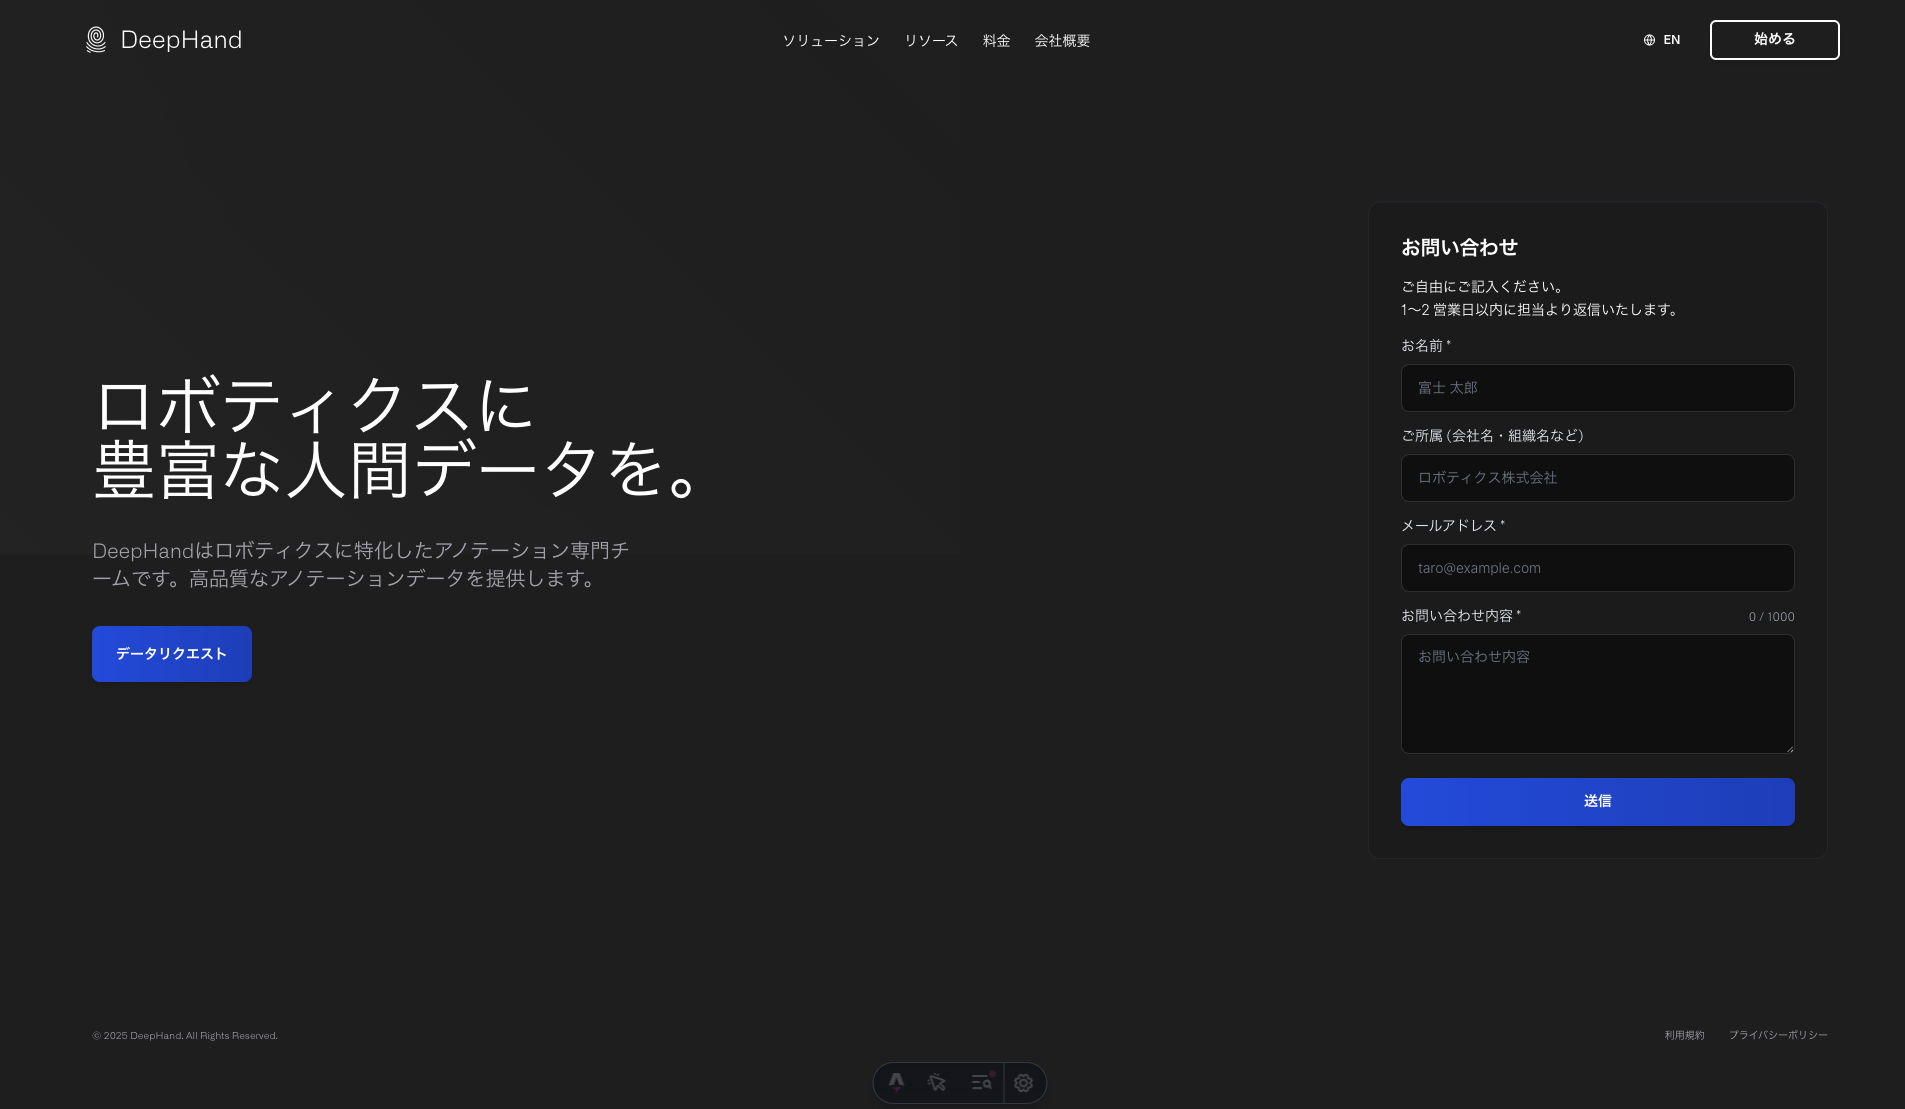 DeepHand
ソリューション
リソース
料金
会社概要
EN
始める
ロボティクスに
豊富な人間データを。
DeepHandはロボティクスに特化したアノテーション専門チ
ームです。高品質なアノテーションデータを提供します。
データリクエスト
お問い合わせ
ご自由にご記入ください。
1〜2 営業日以内に担当より返信いたします。
お名前 *
富士 太郎
ご所属 (会社名・組織名など)
ロボティクス株式会社
メールアドレス *
taro@example.com
お問い合わせ内容 *
0 / 1000
お問い合わせ内容
送信
© 2025 DeepHand. All Rights Reserved.
利用規約
プライバシーポリシー